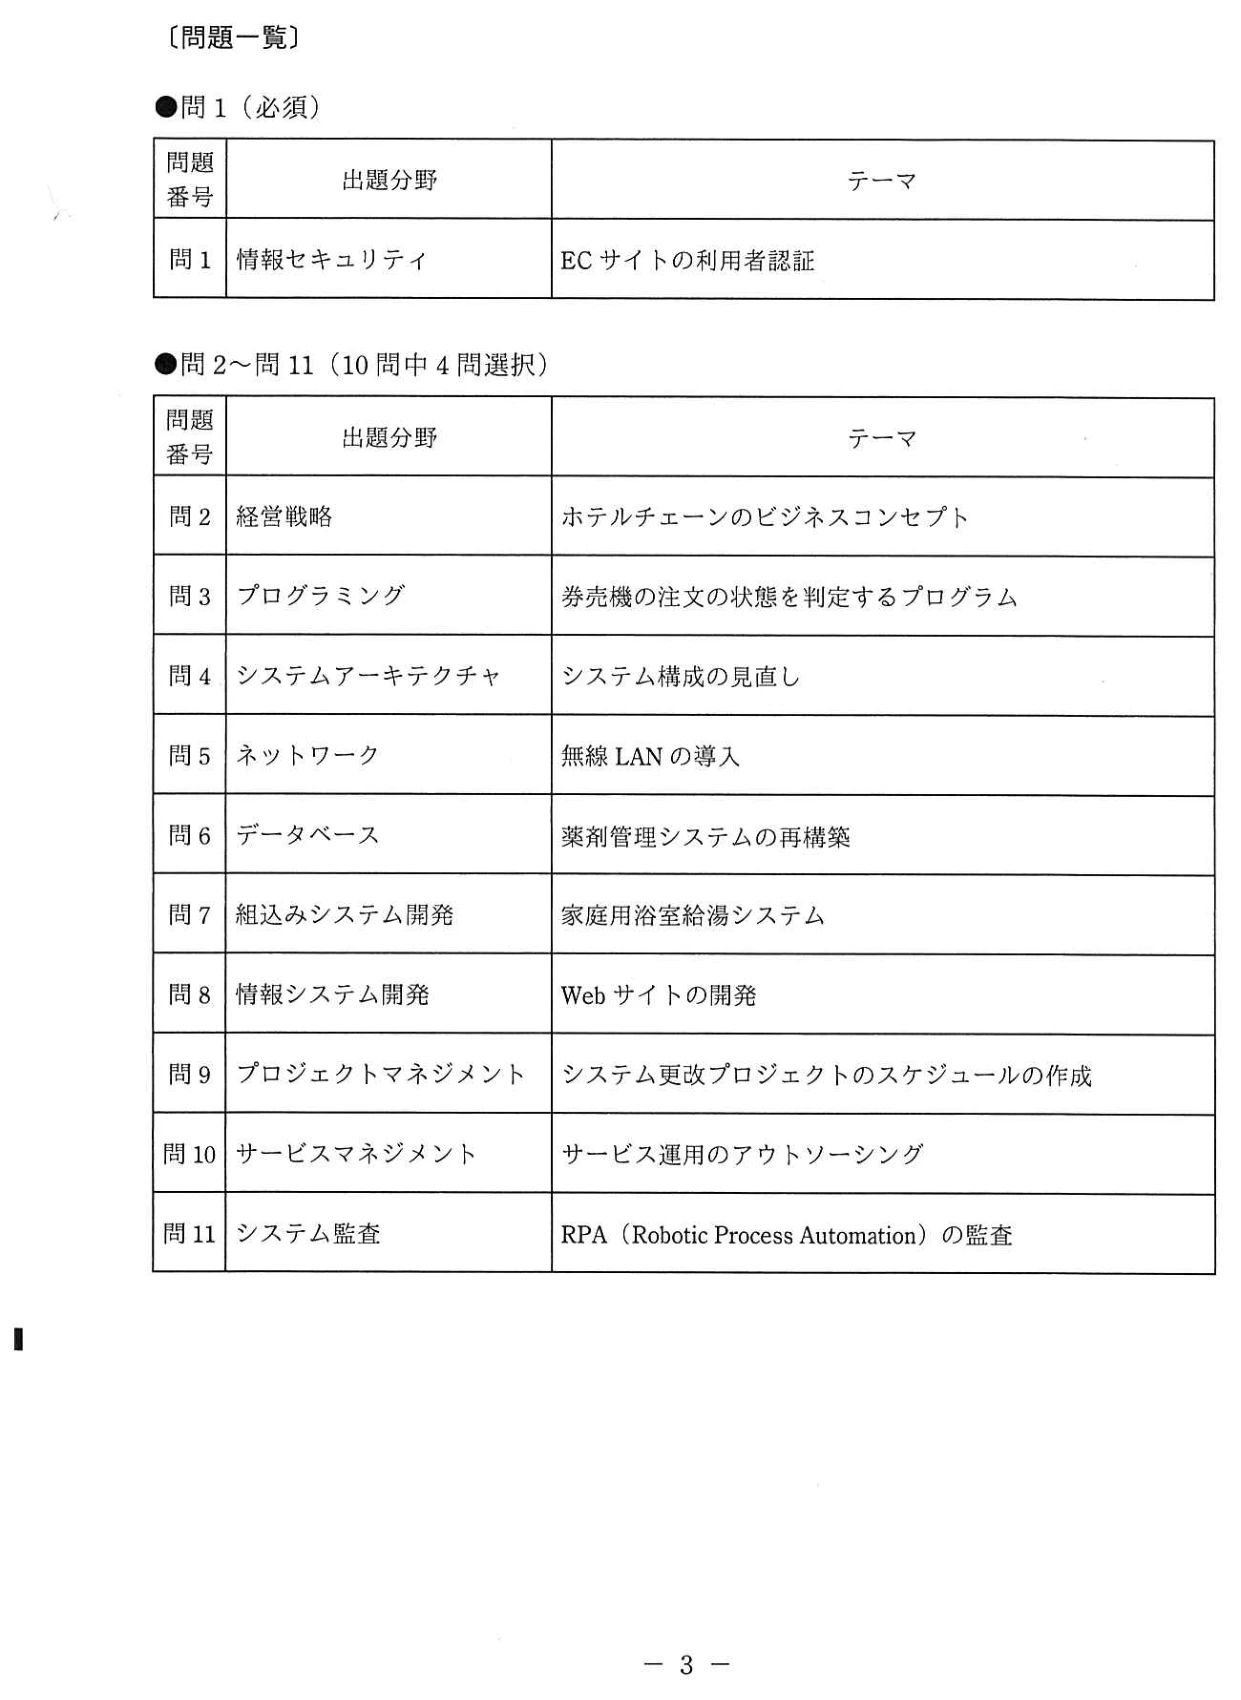 〔問題一覧〕
●問 1（必須）
問題番号 出題分野 テーマ
問 1 情報セキュリティ EC サイトの利用者認証
●問 2～問 11（10 問中 4 問選択）
問題番号 出題分野 テーマ
問 2 経営戦略 ホテルチェーンのビジネスコンセプト
問 3 プログラミング 券売機の注文の状態を判定するプログラム
問 4 システムアーキテクチャ システム構成の見直し
問 5 ネットワーク 無線 LAN の導入
問 6 データベース 薬剤管理システムの再構築
問 7 組込みシステム開発 家庭用浴室給湯システム
問 8 情報システム開発 Web サイトの開発
問 9 プロジェクトマネジメント システム更改プロジェクトのスケジュールの作成
問 10 サービスマネジメント サービス運用のアウトソーシング
問 11 システム監査 RPA（Robotic Process Automation）の監査
－ 3 －